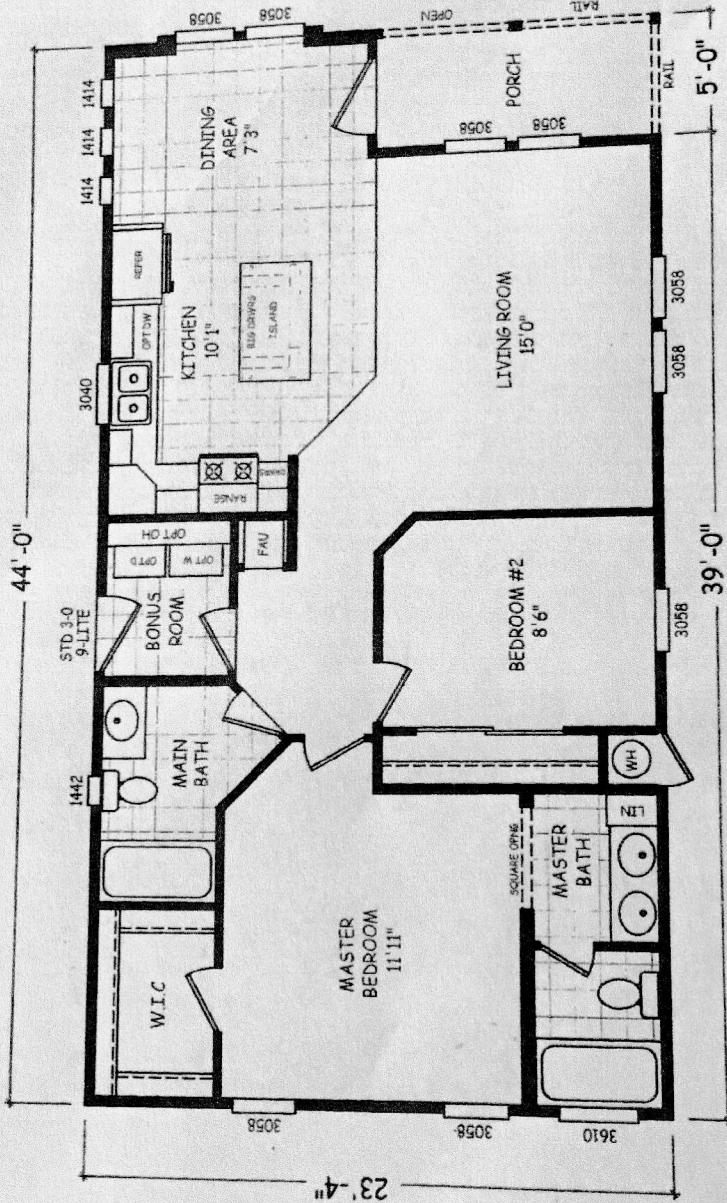 44'-0"
STD 3-0
9-LITE
1442
3040
1414
1414
1414
3058
3058
W.I.C
MAIN
BATH
BONUS
ROOM
OPT D
OPT W
OPT OH
FAU
RANGE
DRWRS
OPT DW
REFER
KITCHEN
10'1"
BIG DRWRS
ISLAND
DINING
AREA
7'3"
OPEN
RAIL
PORCH
RAIL
5'-0"
3058
3058
LIVING ROOM
15'0"
3058
3058
BEDROOM #2
8'6"
3058
WH
LIN
SQUARE OPNG
MASTER
BATH
MASTER
BEDROOM
11'11"
3058
3058
3610
23'-4"
39'-0"